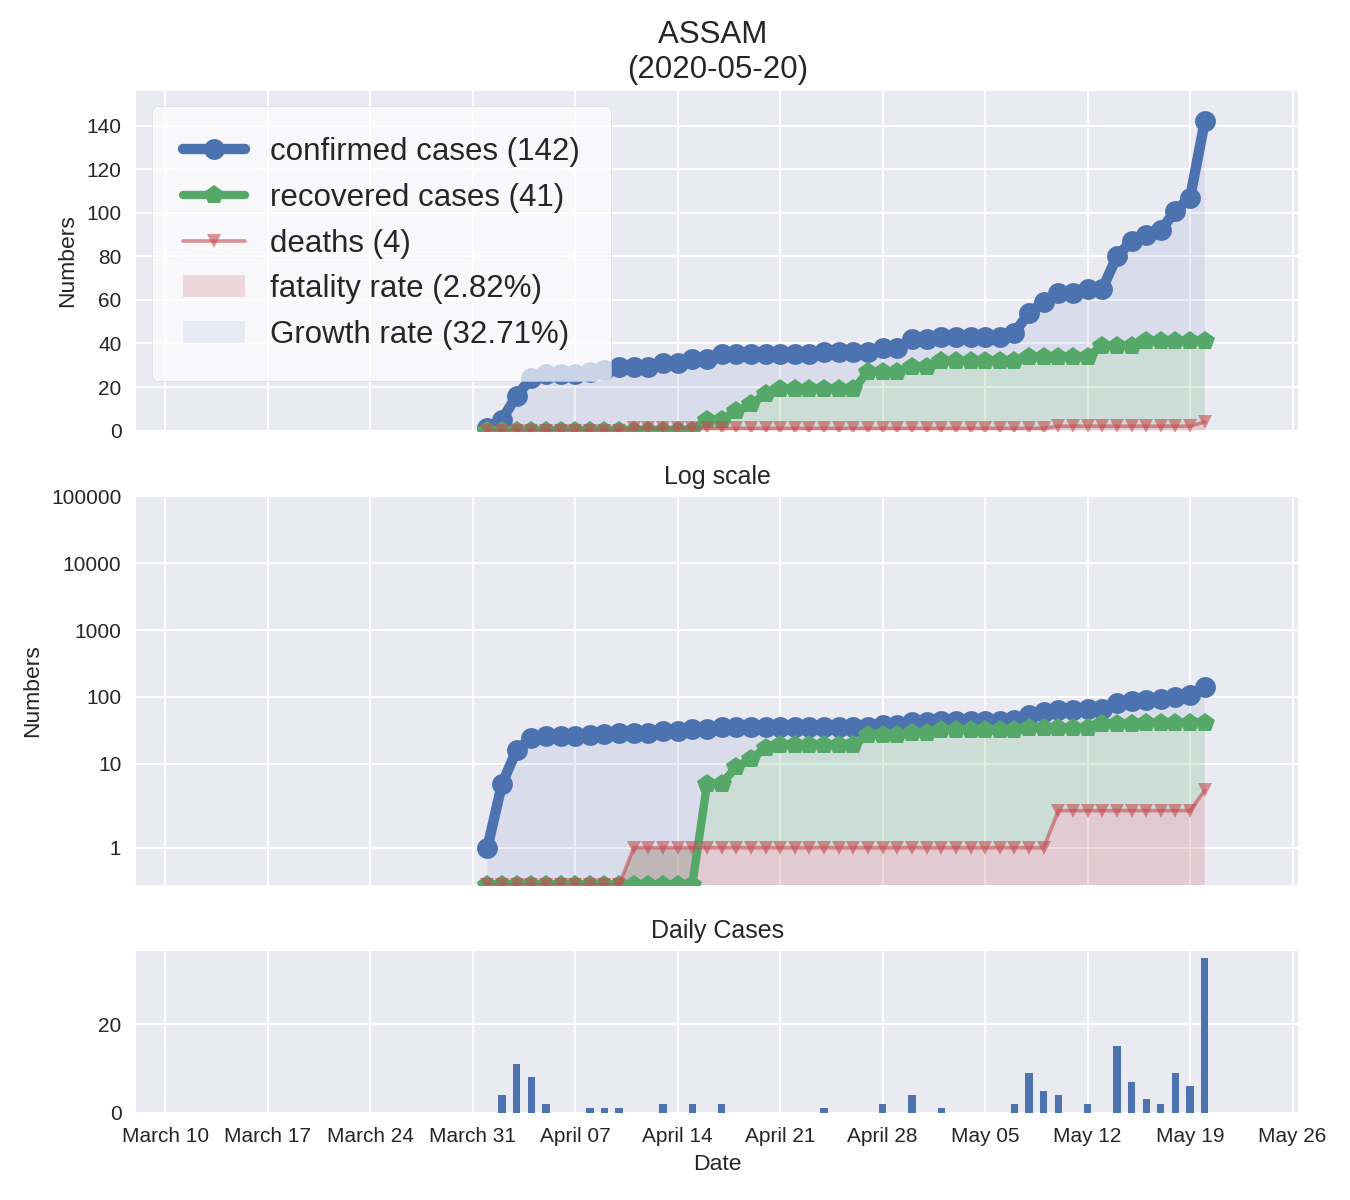 ASSAM
(2020-05-20)
140
120
100
80
60
40
20
0
Numbers
confirmed cases (142)
recovered cases (41)
deaths (4)
fatality rate (2.82%)
Growth rate (32.71%)
Log scale
100000
10000
1000
100
10
1
Numbers
Daily Cases
20
0
March 10 March 17 March 24 March 31 April 07 April 14 April 21 April 28 May 05 May 12 May 19 May 26
Date